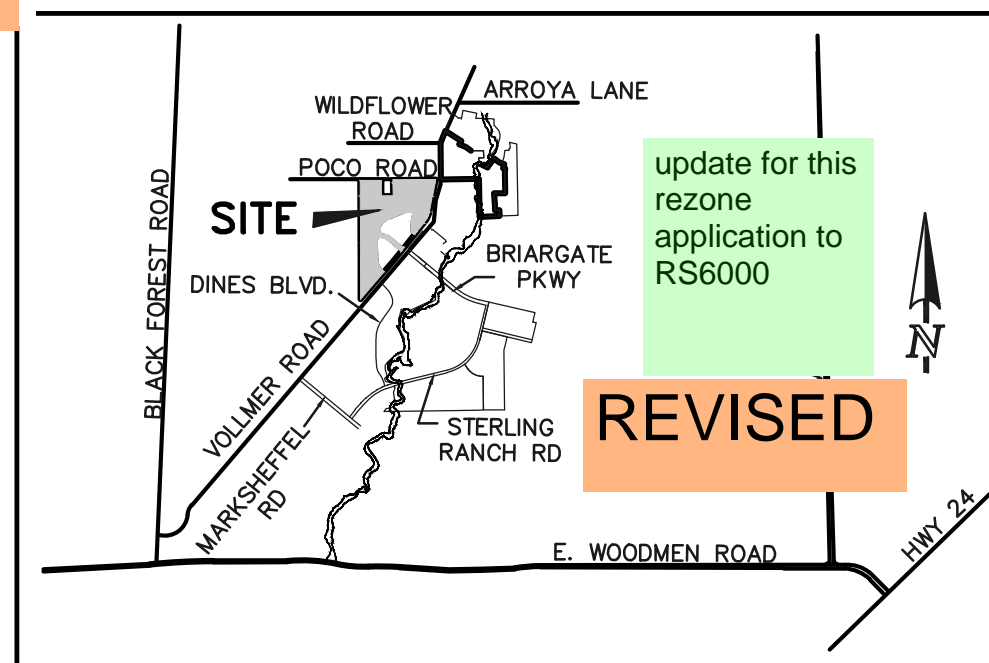 ARROYA LANE
WILDFLOWER
ROAD
POCO ROAD
SITE
BLACK FOREST ROAD
DINES BLVD.
BRIARGATE
PKWY
VOLLMER ROAD
MARKSHEFFEL
RD
STERLING
RANCH RD
update for this
rezone
application to
RS6000
REVISED
N
E. WOODMEN ROAD
HWY 24